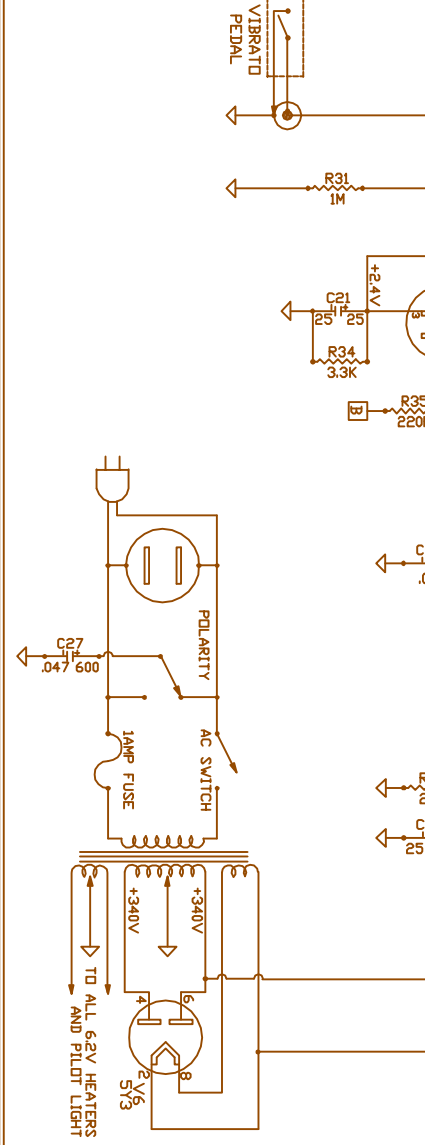 VIBRATO
PEDAL
R31
1M
+2.4V
C21
25 25
3
R34
3.3K
B
R35
220
C27
.047 600
POLARITY
1AMP FUSE
AC SWITCH
25
+340V
+340V
4
6
2
8
V6
5Y3
TO ALL 6.2V HEATERS
AND PILOT LIGHT